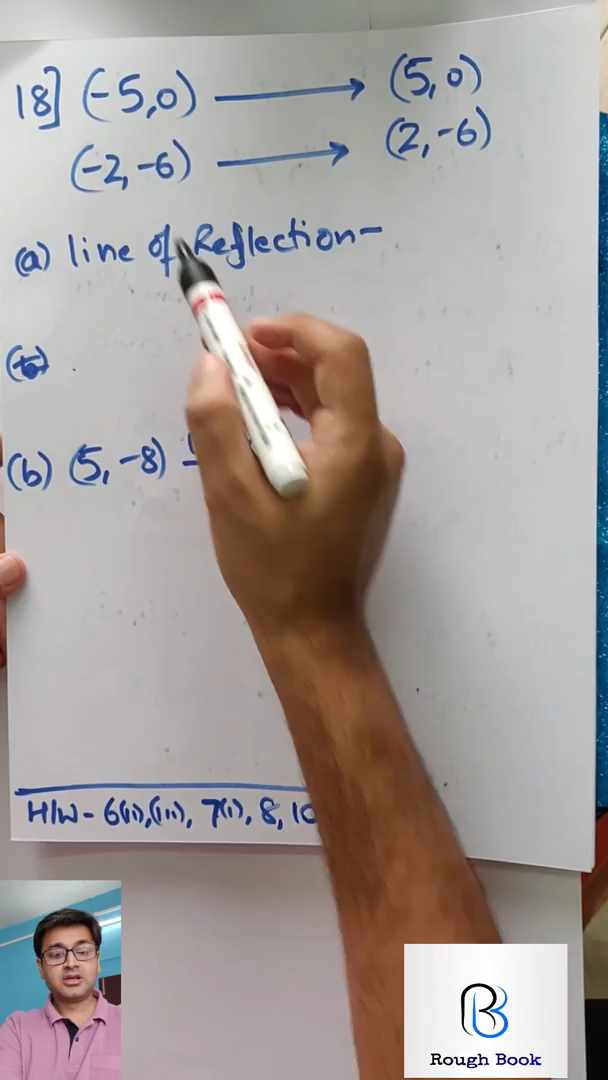 18] (-5,0) ⟶ (5,0)
(-2,-6) ⟶ (2,-6)
(a) line of Reflection-
(b)
(b) (5,-8)
H/W - 6(ii),(iii), 7(i), 8, 10
B
Rough Book